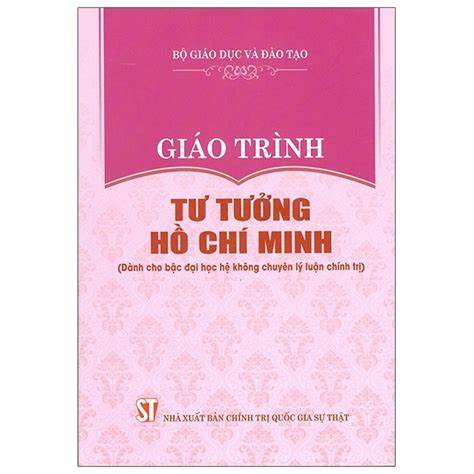 BỘ GIÁO DỤC VÀ ĐÀO TẠO
GIÁO TRÌNH
TƯ TƯỞNG
HỒ CHÍ MINH
(Dành cho bậc đại học hệ không chuyên lý luận chính trị)
ST
NHÀ XUẤT BẢN CHÍNH TRỊ QUỐC GIA SỰ THẬT